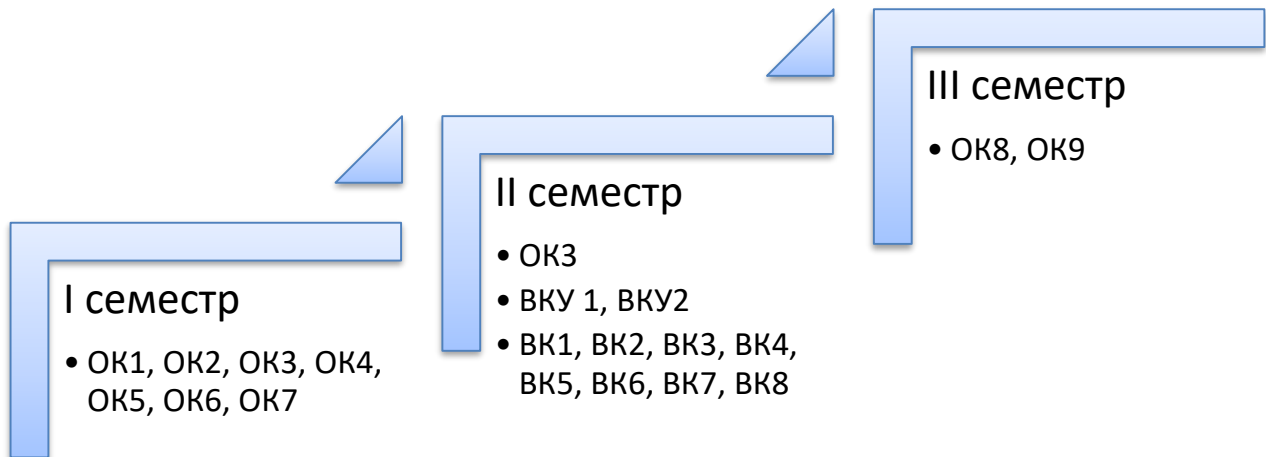 I семестр
• ОК1, ОК2, ОК3, ОК4,
ОК5, ОК6, ОК7
II семестр
• ОК3
• ВКУ 1, ВКУ2
• ВК1, ВК2, ВК3, ВК4,
ВК5, ВК6, ВК7, ВК8
III семестр
• ОК8, ОК9